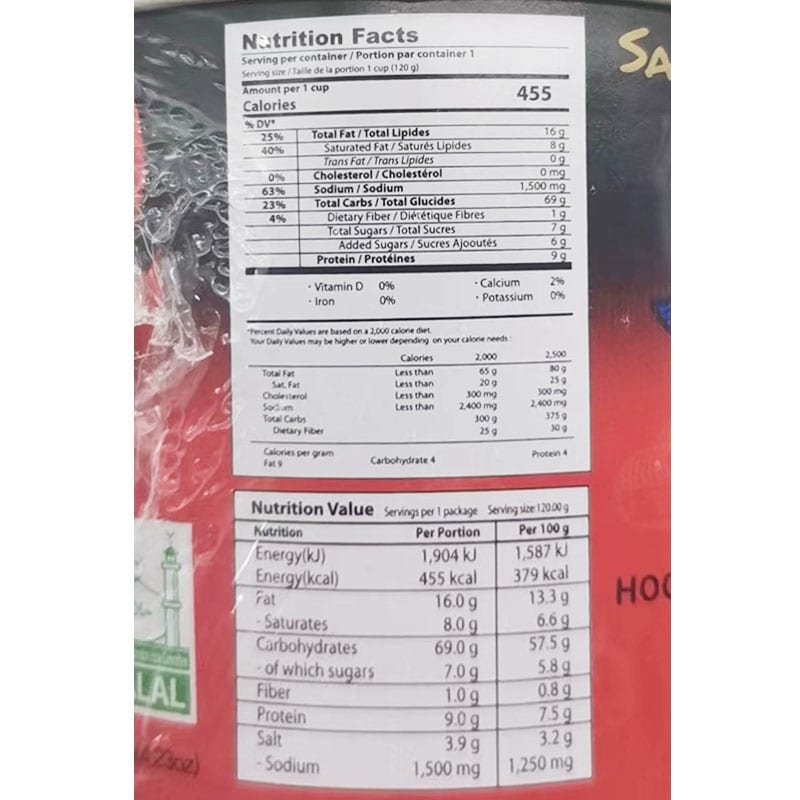 Nutrition Facts
Serving per container / Portion par container 1
Serving size / Taille de la portion 1 cup (120 g)
Amount per 1 cup
Calories 455
% DV*
25% Total Fat / Total Lipides 16 g
40% Saturated Fat / Saturés Lipides 8 g
Trans Fat / Trans Lipides 0 g
0% Cholesterol / Cholestérol 0 mg
63% Sodium / Sodium 1,500 mg
23% Total Carbs / Total Glucides 69 g
4% Dietary Fiber / Diététique Fibres 1 g
Total Sugars / Total Sucres 7 g
Added Sugars / Sucres Ajooutés 6 g
Protein / Protéines 9 g
· Vitamin D 0% · Calcium 2%
· Iron 0% · Potassium 0%
*Percent Daily Values are based on a 2,000 calorie diet.
Your Daily Values may be higher or lower depending on your calorie needs :
Calories 2,000 2,500
Total Fat Less than 65 g 80 g
Sat. Fat Less than 20 g 25 g
Cholesterol Less than 300 mg 300 mg
Sodium Less than 2,400 mg 2,400 mg
Total Carbs 300 g 375 g
Dietary Fiber 25 g 30 g
Calories per gram
Fat 9 Carbohydrate 4 Protein 4
Nutrition Value Servings per 1 package Serving size: 120.00 g
Nutrition Per Portion Per 100 g
Energy(kJ) 1,904 kJ 1,587 kJ
Energy(kcal) 455 kcal 379 kcal
Fat 16.0 g 13.3 g
- Saturates 8.0 g 6.6 g
Carbohydrates 69.0 g 57.5 g
- of which sugars 7.0 g 5.8 g
Fiber 1.0 g 0.8 g
Protein 9.0 g 7.5 g
Salt 3.9 g 3.2 g
- Sodium 1,500 mg 1,250 mg
SA
HOO
LAL
4.23oz)